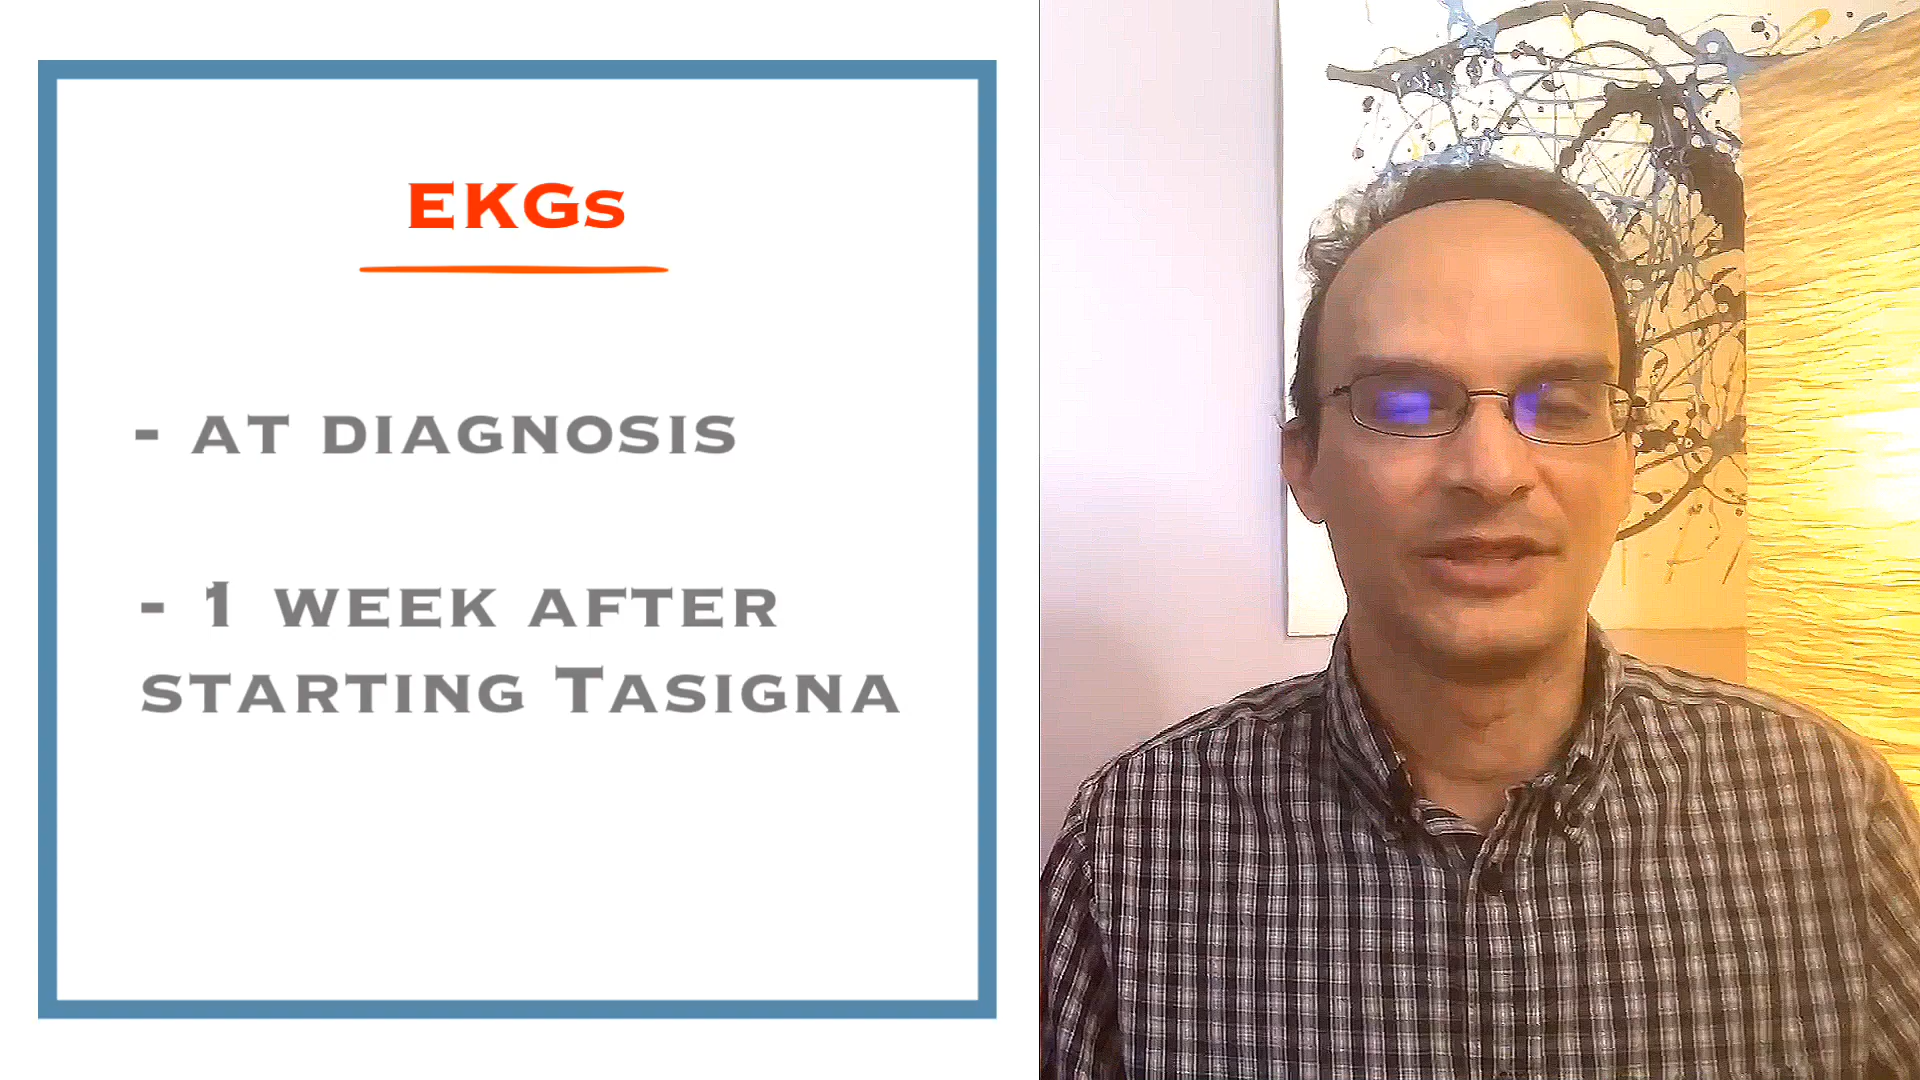 EKGs
- AT DIAGNOSIS
- 1 WEEK AFTER
STARTING TASIGNA